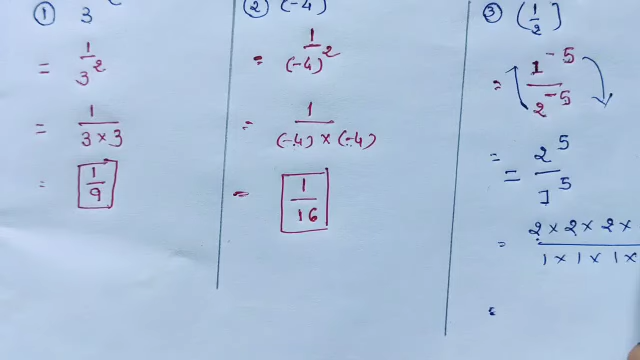 ① 3
= 1/3²
= 1/(3 × 3)
= 1/9
② (-4)
= 1/(-4)²
= 1/((-4) × (-4))
= 1/16
③ (1/2)
= 1⁻⁵/2⁻⁵
= = 2⁵/1⁵
= 2 × 2 × 2 ×/1 × 1 × 1 ×